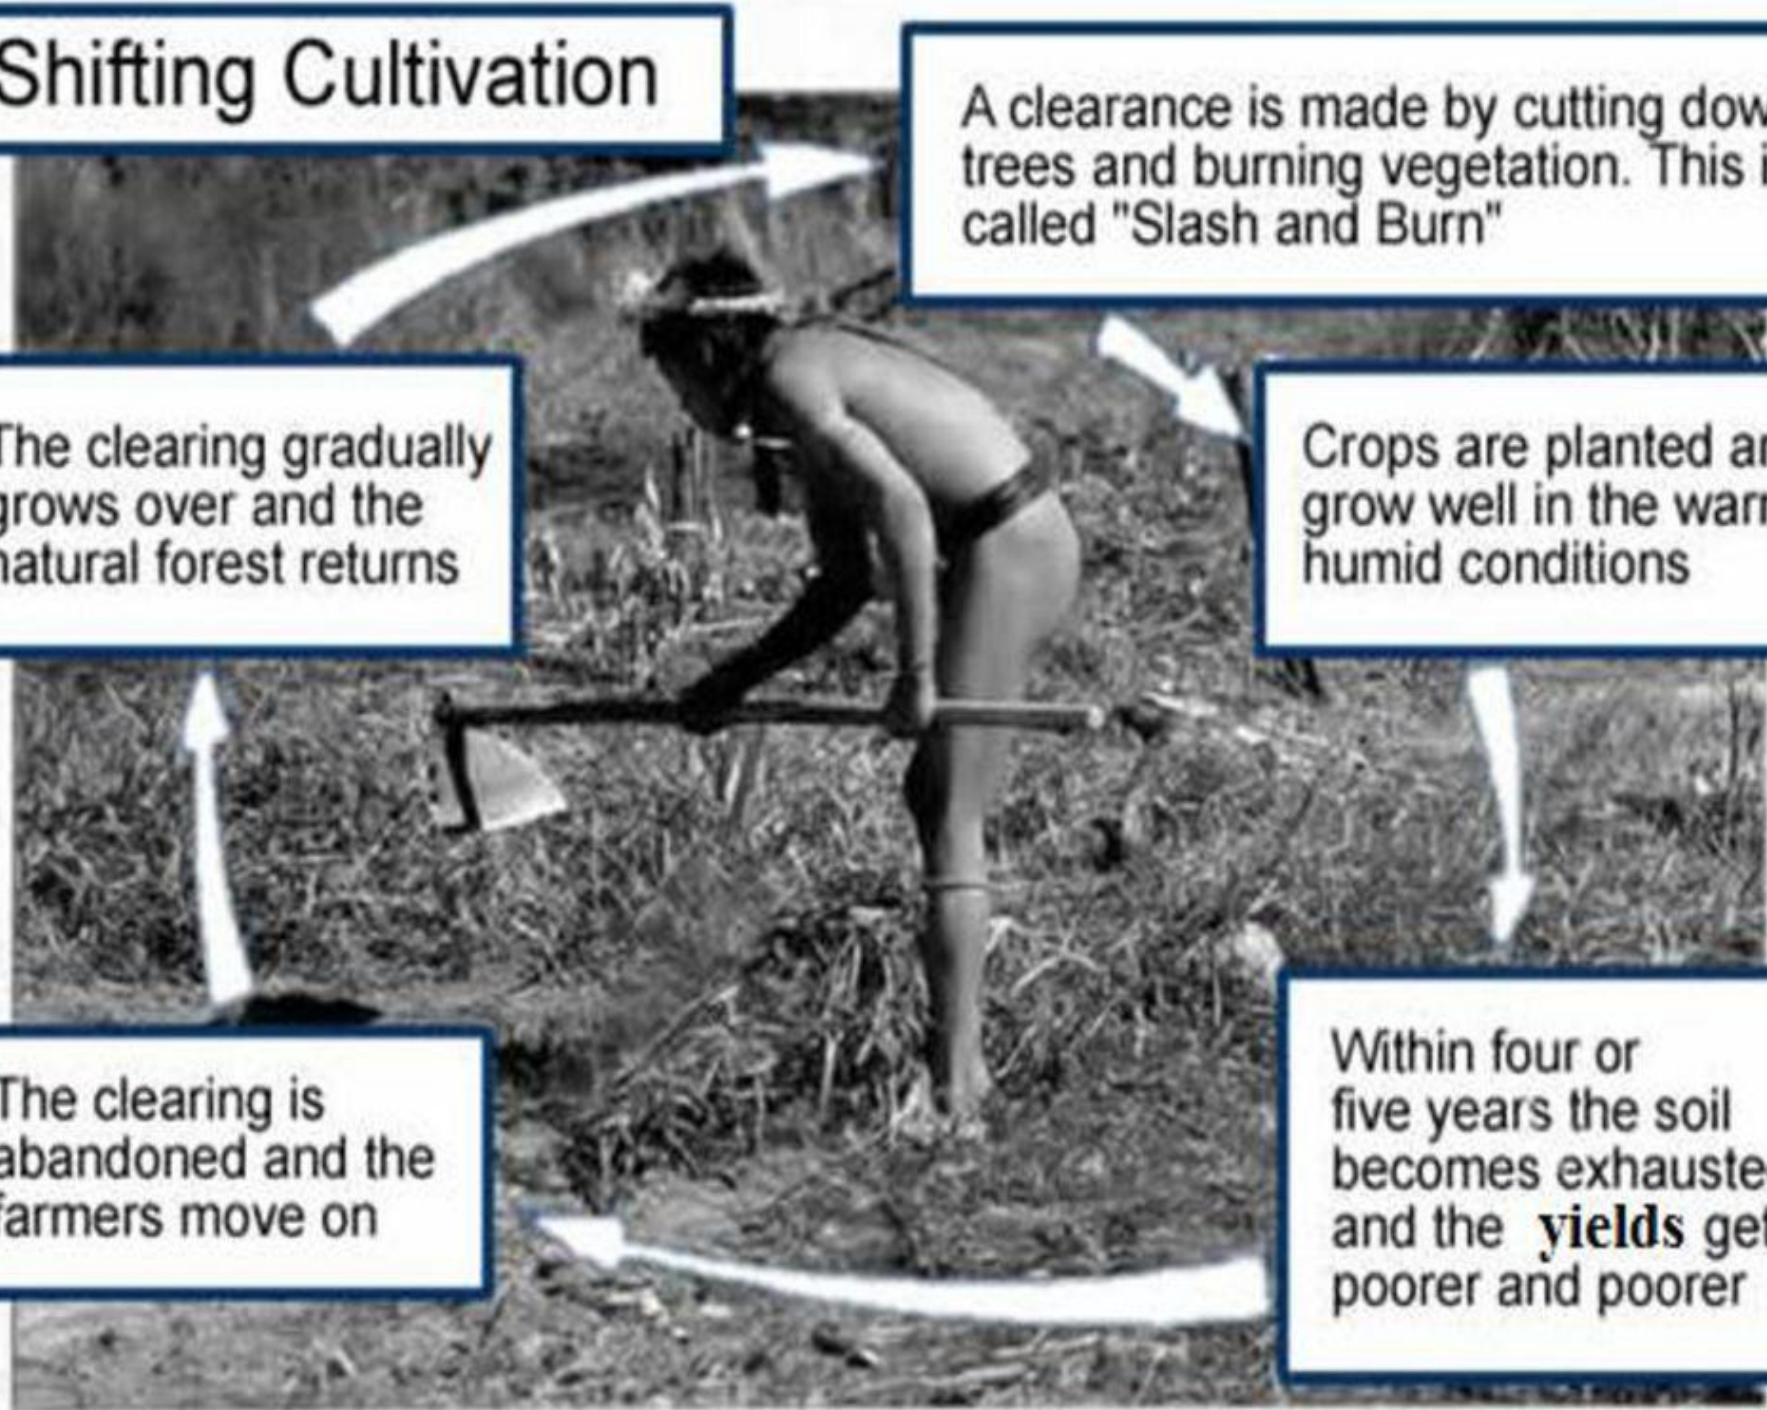 Shifting Cultivation
A clearance is made by cutting dow
trees and burning vegetation. This i
called "Slash and Burn"
Crops are planted a
grow well in the war
humid conditions
Within four or
five years the soil
becomes exhauste
and the yields get
poorer and poorer
The clearing is
abandoned and the
farmers move on
The clearing gradually
grows over and the
natural forest returns